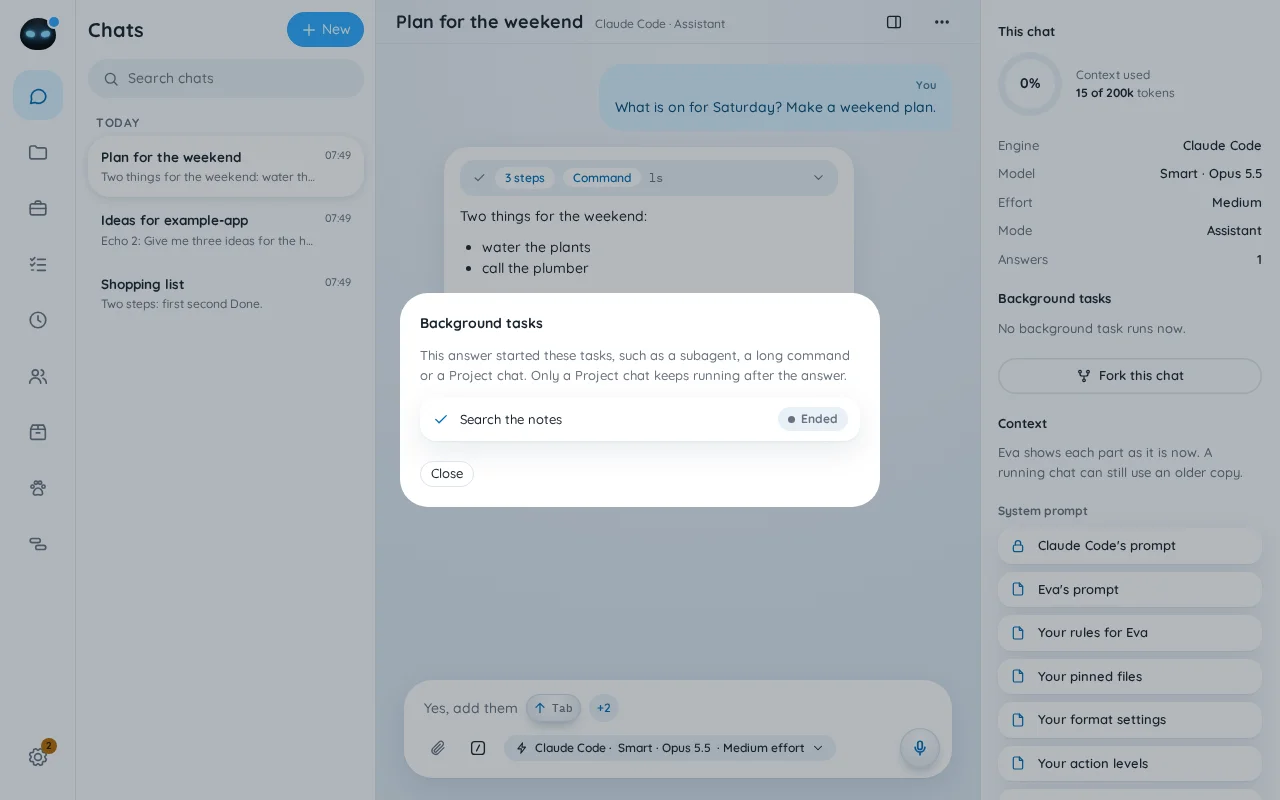 Chats
New
Search chats
TODAY
Plan for the weekend
07:49
Two things for the weekend: water th...
Ideas for example-app
07:49
Echo 2: Give me three ideas for the h...
Shopping list
07:49
Two steps: first second Done.
2
Plan for the weekend
Claude Code · Assistant
You
What is on for Saturday? Make a weekend plan.
3 steps
Command
1s
Two things for the weekend:
• water the plants
• call the plumber
Background tasks
This answer started these tasks, such as a subagent, a long command
or a Project chat. Only a Project chat keeps running after the answer.
Search the notes
Ended
Close
Yes, add them
Tab
+2
Claude Code · Smart · Opus 5.5 · Medium effort
This chat
0%
Context used
15 of 200k tokens
Engine
Claude Code
Model
Smart · Opus 5.5
Effort
Medium
Mode
Assistant
Answers
1
Background tasks
No background task runs now.
Fork this chat
Context
Eva shows each part as it is now. A
running chat can still use an older copy.
System prompt
Claude Code's prompt
Eva's prompt
Your rules for Eva
Your pinned files
Your format settings
Your action levels